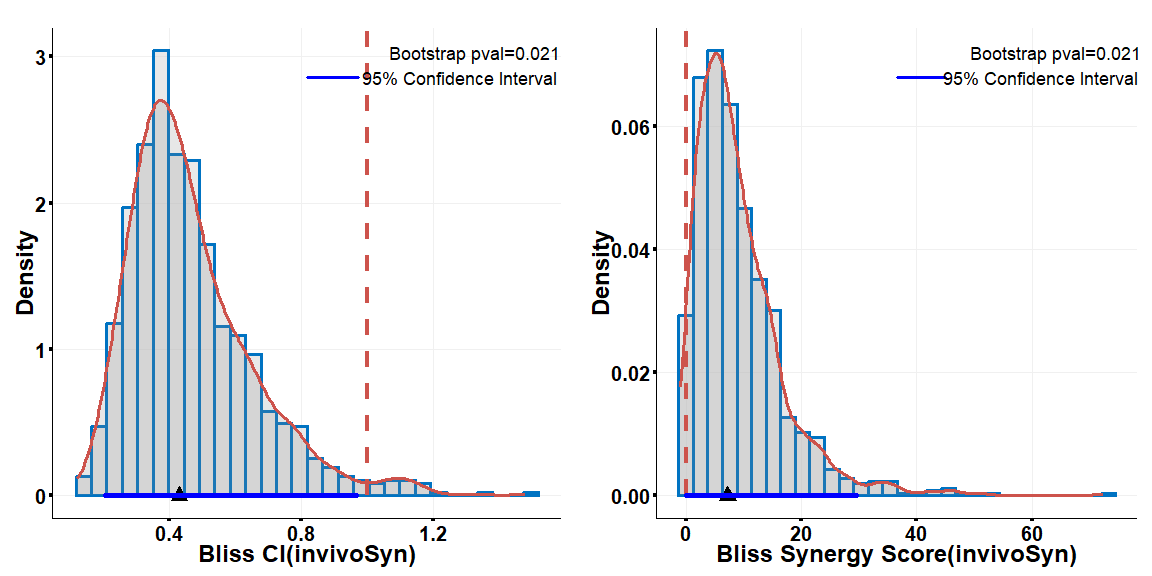 Bootstrap pval=0.021
95% Confidence Interval
Density
3
2
1
0
0.4 0.8 1.2
Bliss CI(invivoSyn)
Bootstrap pval=0.021
95% Confidence Interval
Density
0.06
0.04
0.02
0.00
0 20 40 60
Bliss Synergy Score(invivoSyn)